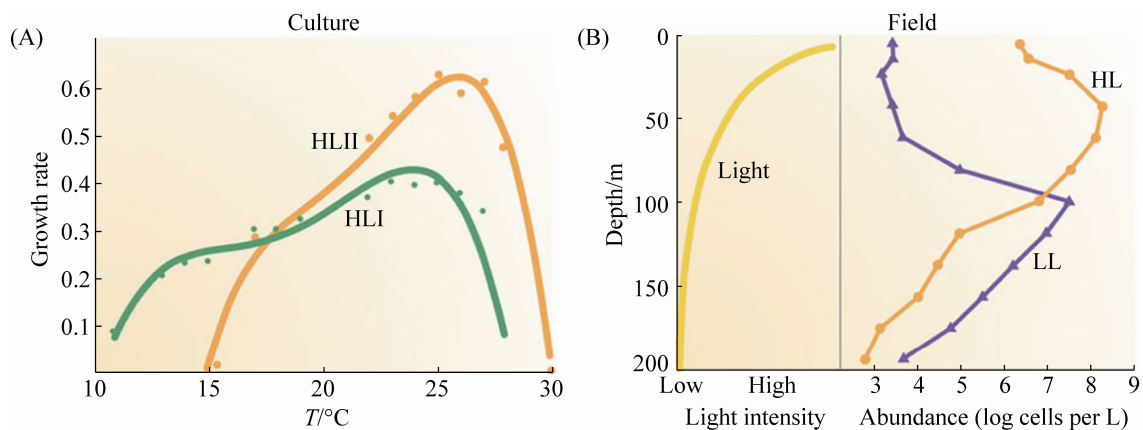 Culture
(A)
Growth rate
0.6
0.5
0.4
0.3
0.2
0.1
HLII
HLI
10
15
20
25
30
T/°C
Field
(B)
Depth/m
0
50
100
150
200
Light
HL
LL
Low
High
3
4
5
6
7
8
9
Light intensity
Abundance (log cells per L)